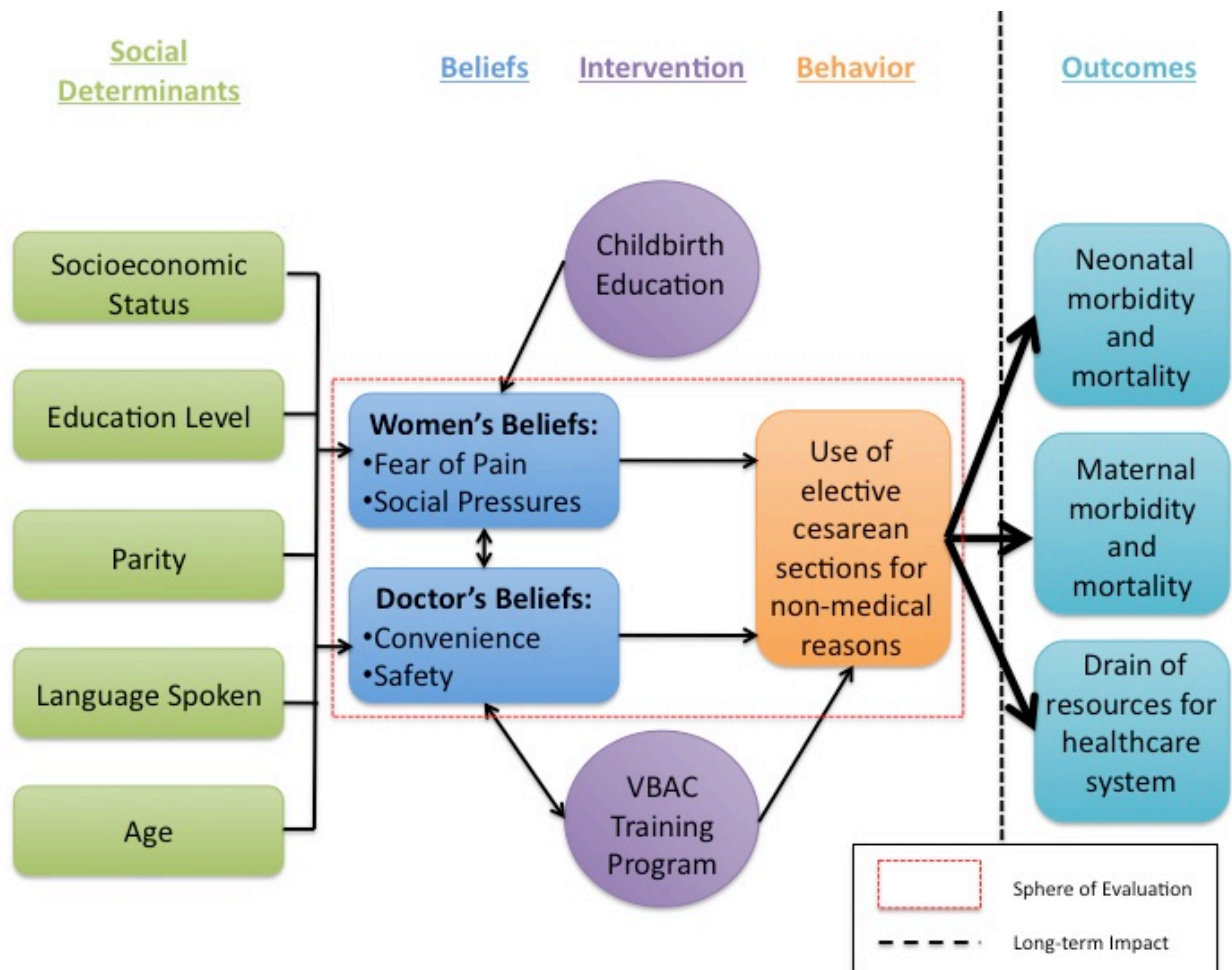 Social
Determinants
Beliefs
Intervention
Behavior
Outcomes
Socioeconomic
Status
Education Level
Parity
Language Spoken
Age
Childbirth
Education
Women’s Beliefs:
•Fear of Pain
•Social Pressures
Doctor’s Beliefs:
•Convenience
•Safety
VBAC
Training
Program
Use of
elective
cesarean
sections for
non-medical
reasons
Neonatal
morbidity
and
mortality
Maternal
morbidity
and
mortality
Drain of
resources for
healthcare
system
Sphere of Evaluation
Long-term Impact